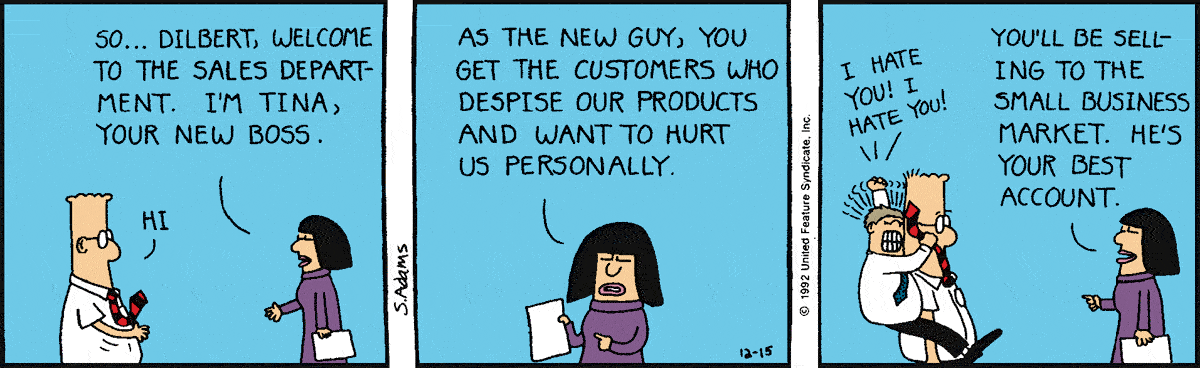 SO... DILBERT, WELCOME
TO THE SALES DEPART-
MENT. I'M TINA,
YOUR NEW BOSS.
HI
S.Adams
AS THE NEW GUY, YOU
GET THE CUSTOMERS WHO
DESPISE OUR PRODUCTS
AND WANT TO HURT
US PERSONALLY.
12-15
© 1992 United Feature Syndicate, Inc.
I HATE
YOU! I
HATE YOU!
YOU'LL BE SELL-
ING TO THE
SMALL BUSINESS
MARKET. HE'S
YOUR BEST
ACCOUNT.